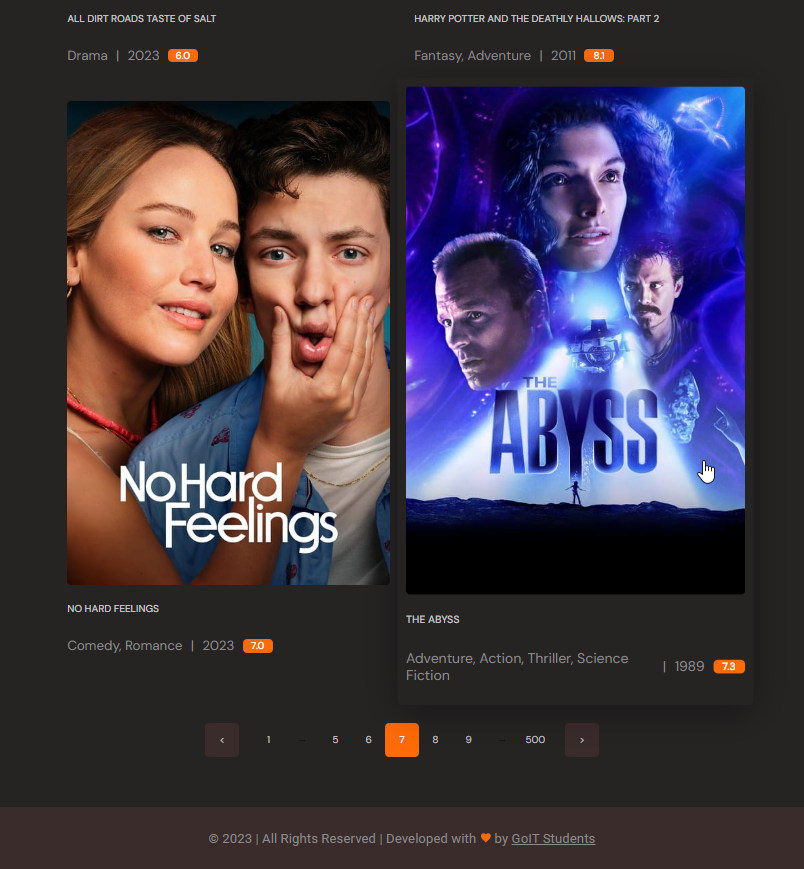 ALL DIRT ROADS TASTE OF SALT
Drama | 2023 6.0
HARRY POTTER AND THE DEATHLY HALLOWS: PART 2
Fantasy, Adventure | 2011 8.1
No Hard
Feelings
NO HARD FEELINGS
Comedy, Romance | 2023 7.0
THE
ABYSS
THE ABYSS
Adventure, Action, Thriller, Science
Fiction | 1989 7.3
< 1 ... 5 6 7 8 9 ... 500 >
© 2023 | All Rights Reserved | Developed with 🧡 by GoIT Students